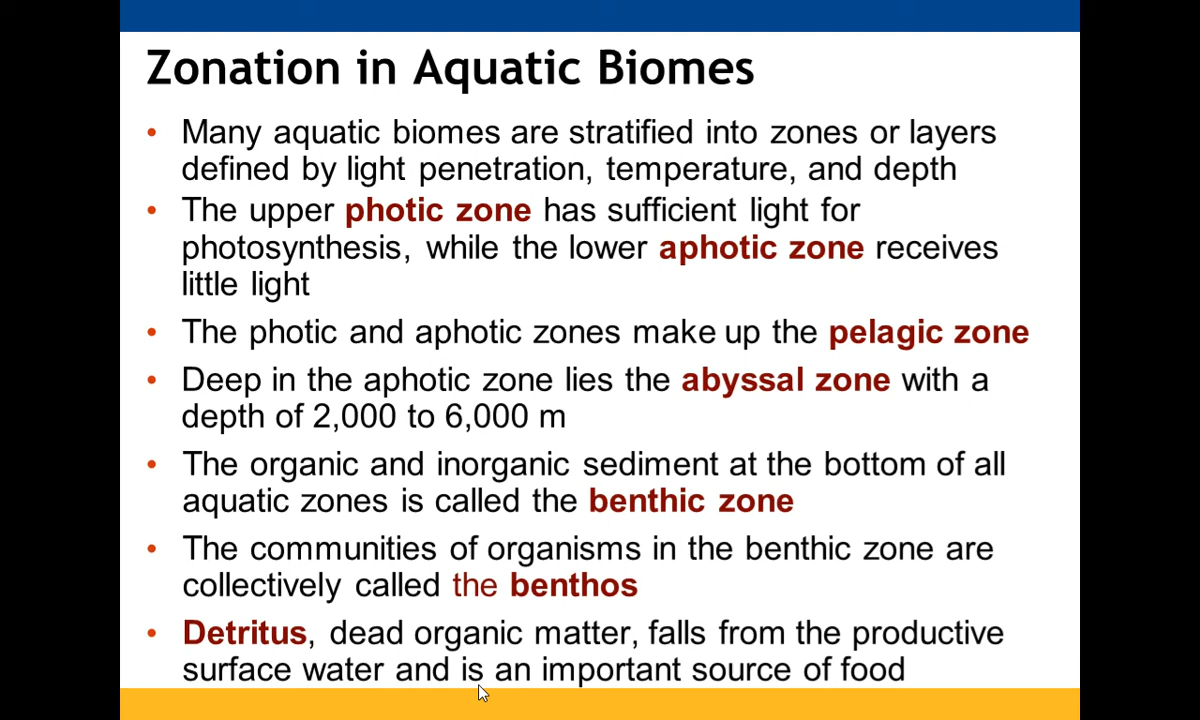 Zonation in Aquatic Biomes
• Many aquatic biomes are stratified into zones or layers
defined by light penetration, temperature, and depth
• The upper photic zone has sufficient light for
photosynthesis, while the lower aphotic zone receives
little light
• The photic and aphotic zones make up the pelagic zone
• Deep in the aphotic zone lies the abyssal zone with a
depth of 2,000 to 6,000 m
• The organic and inorganic sediment at the bottom of all
aquatic zones is called the benthic zone
• The communities of organisms in the benthic zone are
collectively called the benthos
• Detritus, dead organic matter, falls from the productive
surface water and is an important source of food